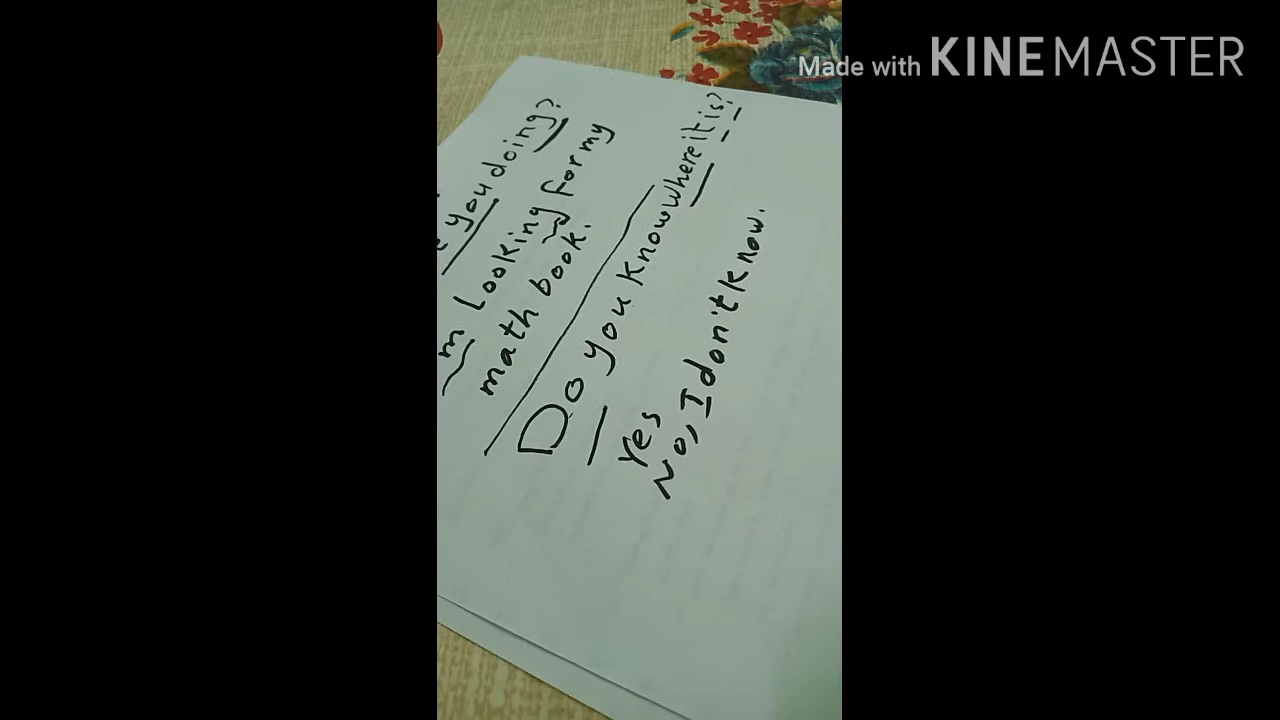 Made with KINEMASTER
you doing?
m Looking for my
math book.
Do you know where it is?
Yes
No, I don't know.